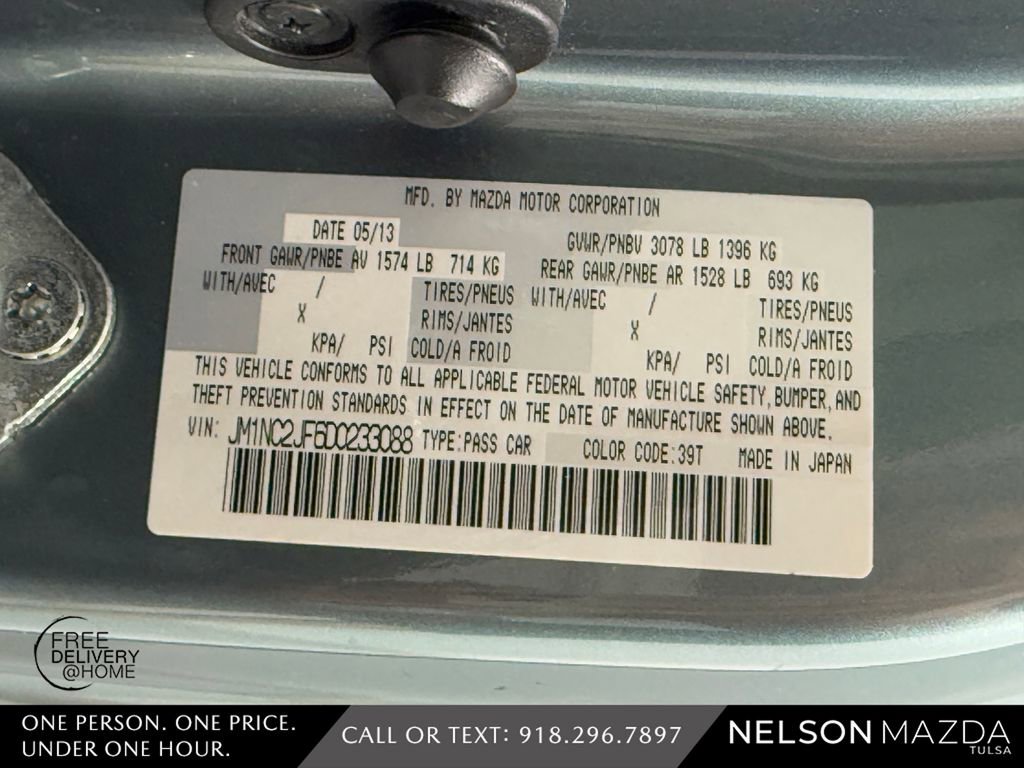 MFD. BY MAZDA MOTOR CORPORATION
DATE 05/13
GVWR/PNBV 3078 LB 1396 KG
FRONT GAWR/PNBE AV 1574 LB 714 KG
REAR GAWR/PNBE AR 1528 LB 693 KG
WITH/AVEC / TIRES/PNEUS WITH/AVEC / TIRES/PNEUS
X RIMS/JANTES X RIMS/JANTES
KPA/ PSI COLD/A FROID KPA/ PSI COLD/A FROID
THIS VEHICLE CONFORMS TO ALL APPLICABLE FEDERAL MOTOR VEHICLE SAFETY, BUMPER, AND
THEFT PREVENTION STANDARDS IN EFFECT ON THE DATE OF MANUFACTURE SHOWN ABOVE.
VIN: JM1NC2JF6D0233088 TYPE:PASS CAR COLOR CODE:39T MADE IN JAPAN
FREE
DELIVERY
@HOME
ONE PERSON. ONE PRICE.
UNDER ONE HOUR.
CALL OR TEXT: 918.296.7897
NELSON MAZDA
TULSA